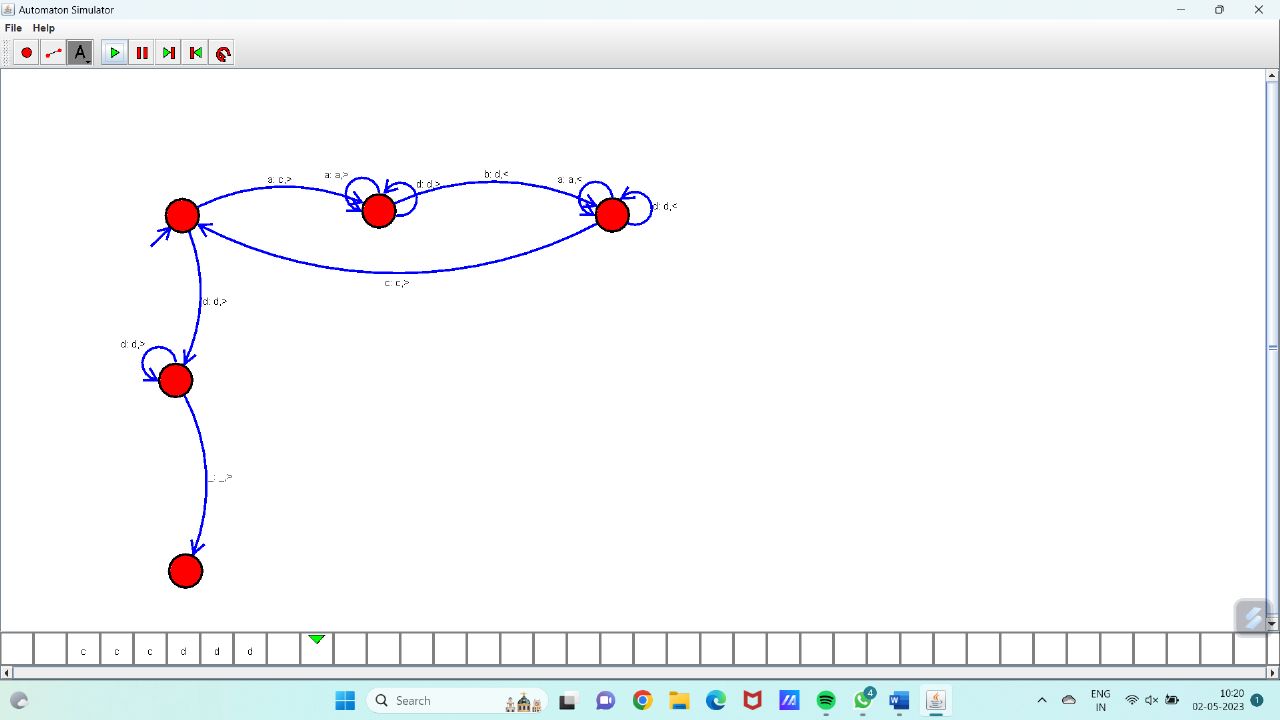 Automaton Simulator
File Help
A
a: c,>
a: a,>
d: d,>
b: d,<
a: a,<
d: d,<
c: c,>
d: d,>
d: d,>
_: _,>
c c c d d d
Search
4
ENG
IN
10:20
02-05-2023
1